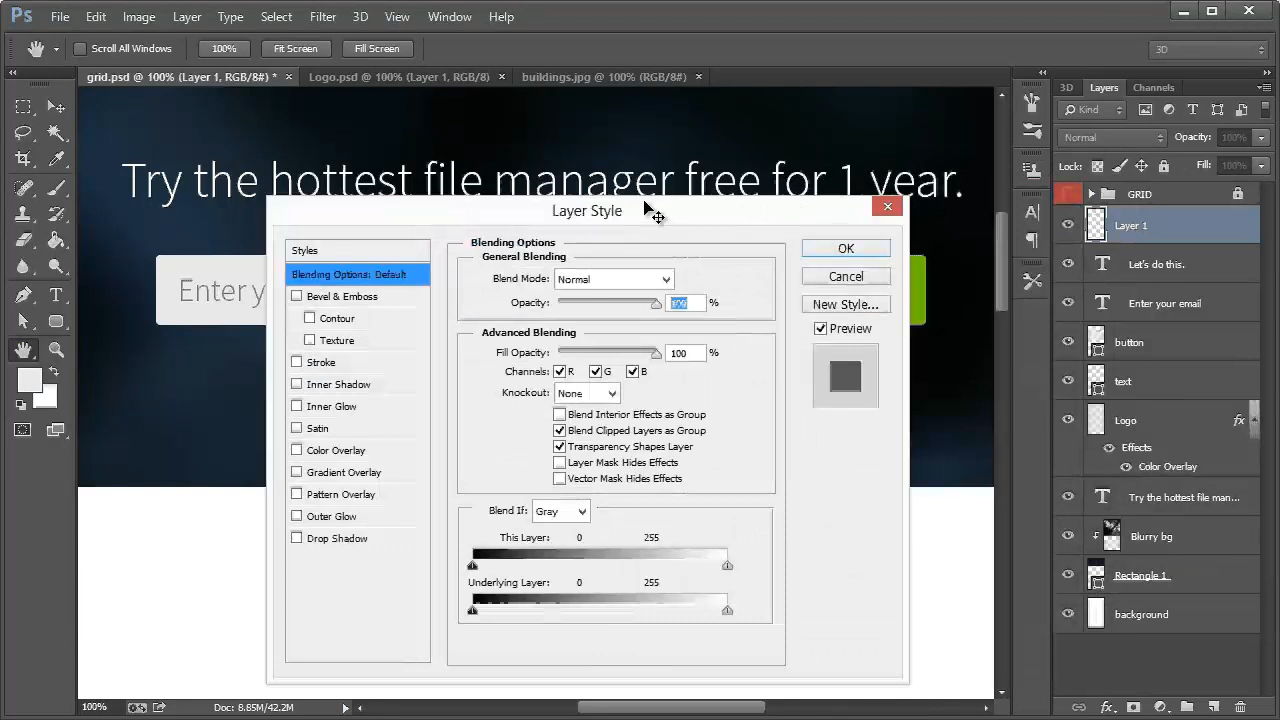 Ps File Edit Image Layer Type Select Filter 3D View Window Help
Scroll All Windows 100% Fit Screen Fill Screen 3D
grid.psd @ 100% (Layer 1, RGB/8#) * Logo.psd @ 100% (Layer 1, RGB/8) buildings.jpg @ 100% (RGB/8#) 3D Layers Channels
Kind
Normal Opacity: 100%
Lock: Fill: 100%
Try the hottest file manager free for 1 year.
GRID
Layer 1
Let's do this.
Enter your email
button
text
Logo fx
Effects
Color Overlay
Try the hottest file man...
Blurry bg
Rectangle 1
background
Enter y
Layer Style
Styles
Blending Options: Default
Bevel & Emboss
Contour
Texture
Stroke
Inner Shadow
Inner Glow
Satin
Color Overlay
Gradient Overlay
Pattern Overlay
Outer Glow
Drop Shadow
Blending Options
General Blending
Blend Mode: Normal
Opacity: 100 %
Advanced Blending
Fill Opacity: 100 %
Channels: R G B
Knockout: None
Blend Interior Effects as Group
Blend Clipped Layers as Group
Transparency Shapes Layer
Layer Mask Hides Effects
Vector Mask Hides Effects
Blend If: Gray
This Layer: 0 255
Underlying Layer: 0 255
OK
Cancel
New Style...
Preview
100% Doc: 8.85M/42.2M